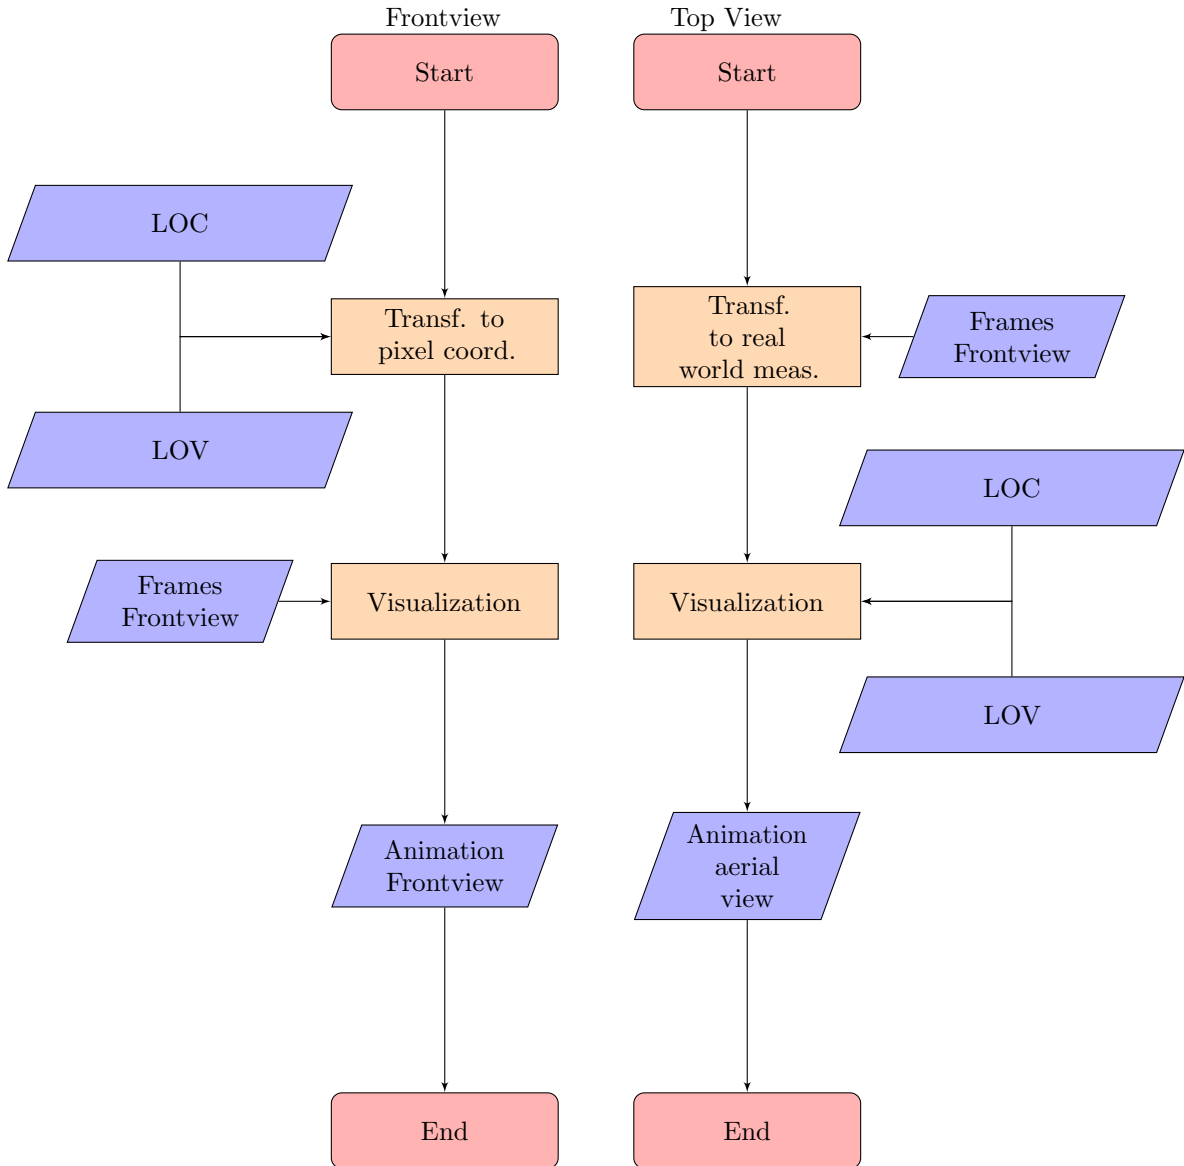 Frontview
Top View
Start
Start
LOC
Transf. to
pixel coord.
Transf.
to real
world meas.
Frames
Frontview
LOV
LOC
Frames
Frontview
Visualization
Visualization
LOV
Animation
Frontview
Animation
aerial
view
End
End